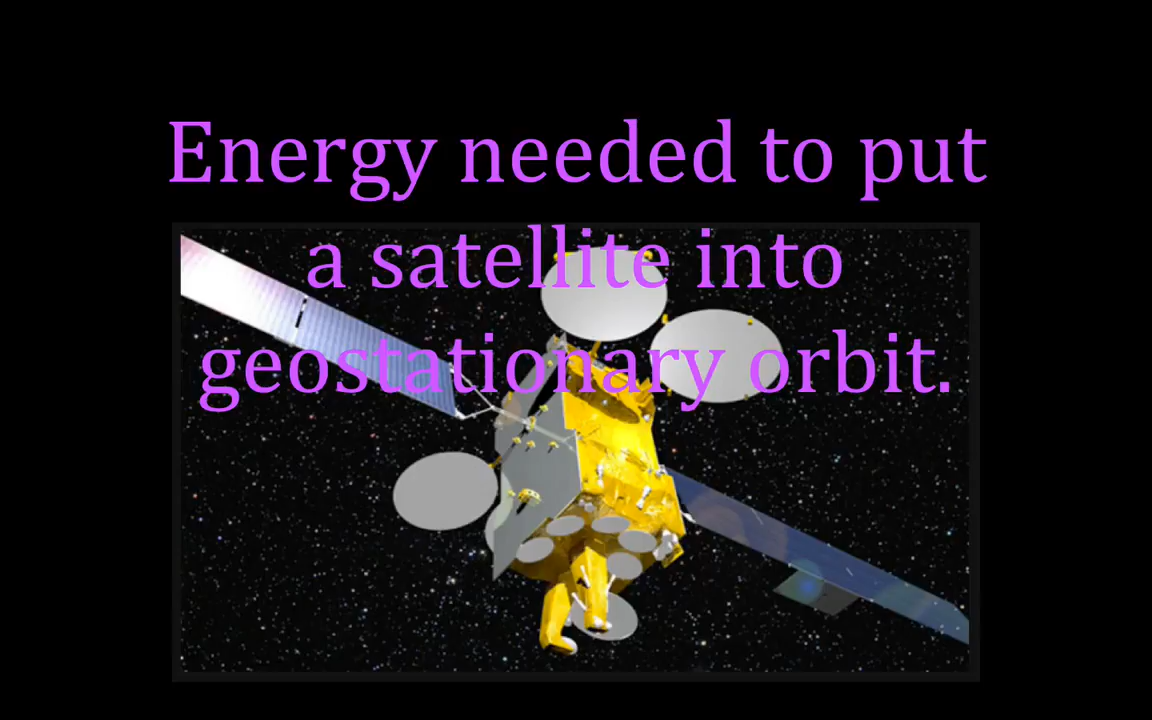 Energy needed to put
a satellite into
geostationary orbit.